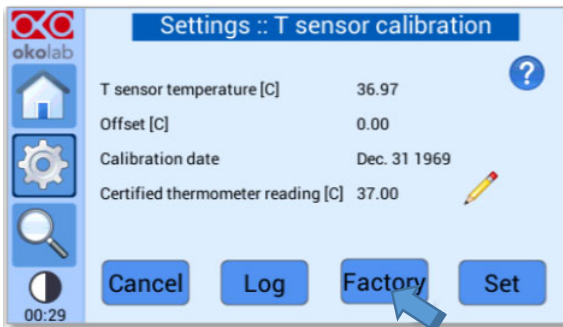 Settings :: T sensor calibration
okolab
?
T sensor temperature [C] 36.97
Offset [C] 0.00
Calibration date Dec. 31 1969
Certified thermometer reading [C] 37.00
Cancel Log Factory Set
00:29